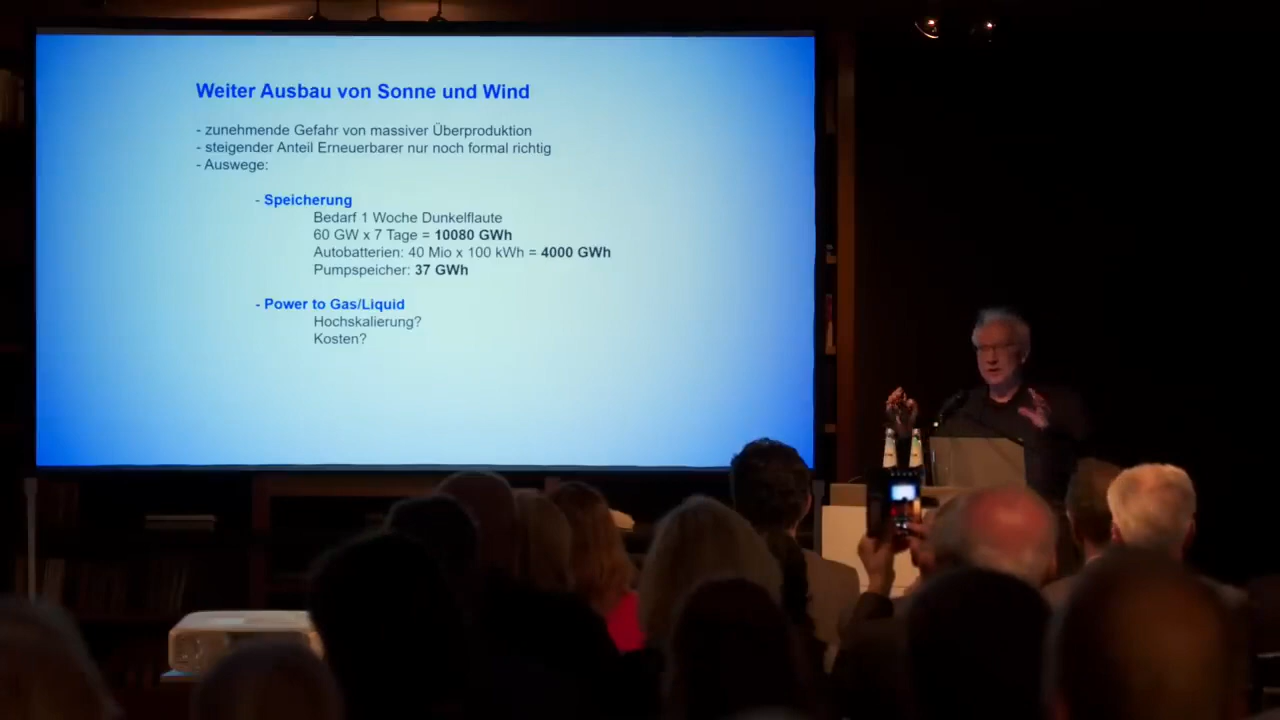 Weiter Ausbau von Sonne und Wind
- zunehmende Gefahr von massiver Überproduktion
- steigender Anteil Erneuerbarer nur noch formal richtig
- Auswege:
- Speicherung
Bedarf 1 Woche Dunkelflaute
60 GW x 7 Tage = 10080 GWh
Autobatterien: 40 Mio x 100 kWh = 4000 GWh
Pumpspeicher: 37 GWh
- Power to Gas/Liquid
Hochskalierung?
Kosten?